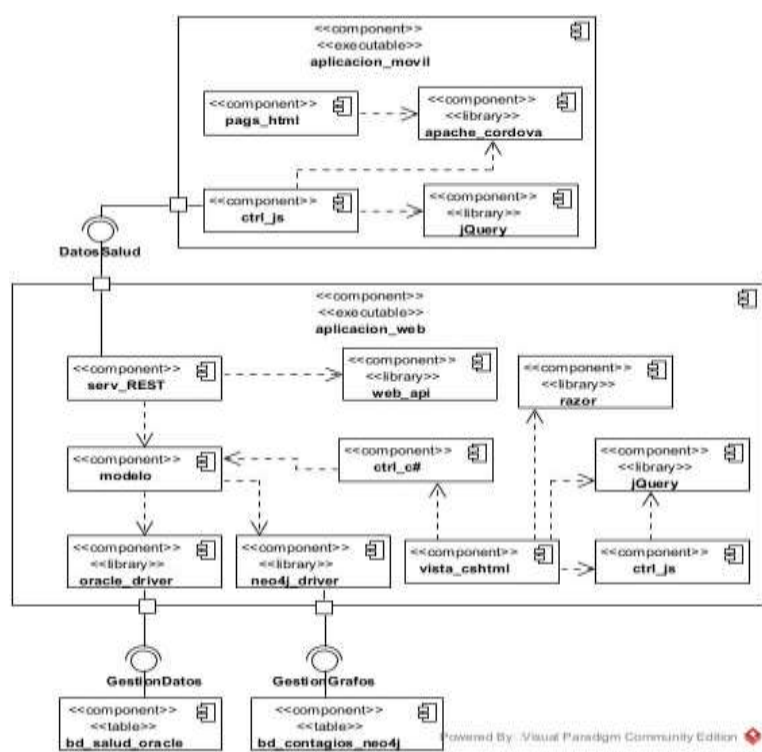 <<component>>
<<executable>>
aplicacion_movil
<<component>>
pags_html
<<component>>
<<library>>
apache_cordova
<<component>>
ctrl_js
<<component>>
<<library>>
jQuery
DatosSalud
<<component>>
<<executable>>
aplicacion_web
<<component>>
serv_REST
<<component>>
<<library>>
web_api
<<component>>
<<library>>
razor
<<component>>
modelo
<<component>>
ctrl_c#
<<component>>
<<library>>
jQuery
<<component>>
<<library>>
oracle_driver
<<component>>
<<library>>
neo4j_driver
<<component>>
vista_cshtml
<<component>>
ctrl_js
GestionDatos
GestionGrafos
<<component>>
<<table>>
bd_salud_oracle
<<component>>
<<table>>
bd_contagios_neo4j
Powered By: Visual Paradigm Community Edition